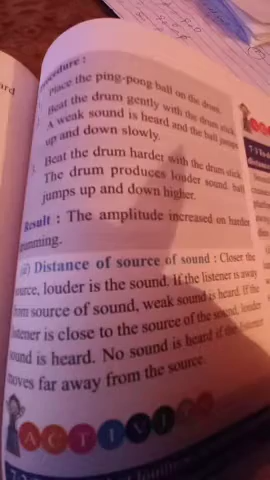 Procedure :
1. Place the ping-pong ball on the drum.
2. Beat the drum gently with the drum stick.
A weak sound is heard and the ball jumps
up and down slowly.
3. Beat the drum harder with the drum stick
The drum produces louder sound ball
jumps up and down higher.
Result : The amplitude increased on harder
drumming.
(ii) Distance of source of sound : Closer the
source, louder is the sound. If the listener is away
from source of sound, weak sound is heard. If the
listener is close to the source of the sound, louder
sound is heard. No sound is heard if the listener
moves far away from the source.
ACTIVI